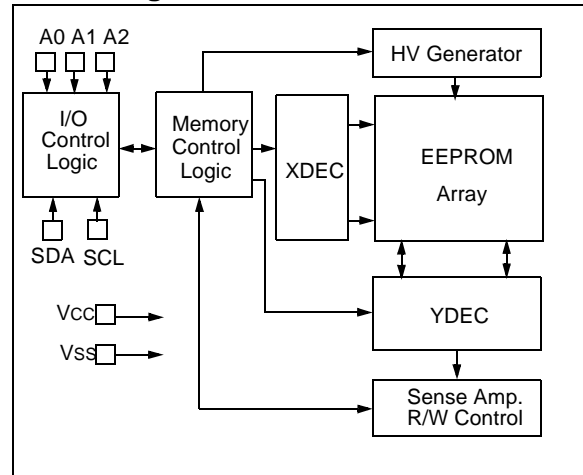 A0 A1 A2
HV Generator
I/O
Control
Logic
Memory
Control
Logic
XDEC
EEPROM
Array
SDA
SCL
VCC
VSS
YDEC
Sense Amp.
R/W Control